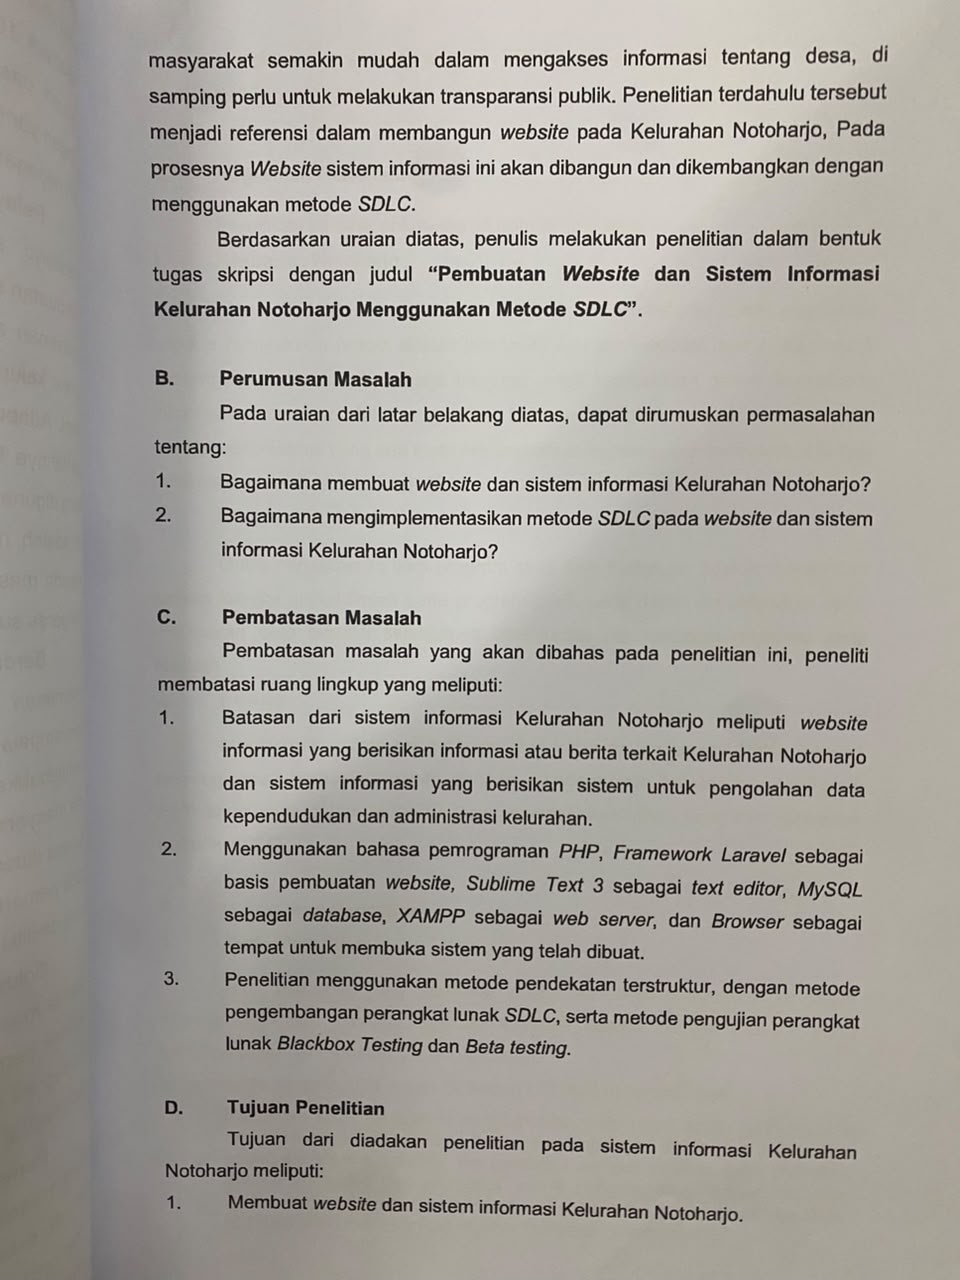 masyarakat semakin mudah dalam mengakses informasi tentang desa, di
samping perlu untuk melakukan transparansi publik. Penelitian terdahulu tersebut
menjadi referensi dalam membangun website pada Kelurahan Notoharjo, Pada
prosesnya Website sistem informasi ini akan dibangun dan dikembangkan dengan
menggunakan metode SDLC.
Berdasarkan uraian diatas, penulis melakukan penelitian dalam bentuk
tugas skripsi dengan judul “Pembuatan Website dan Sistem Informasi
Kelurahan Notoharjo Menggunakan Metode SDLC”.
B. Perumusan Masalah
Pada uraian dari latar belakang diatas, dapat dirumuskan permasalahan
tentang:
1. Bagaimana membuat website dan sistem informasi Kelurahan Notoharjo?
2. Bagaimana mengimplementasikan metode SDLC pada website dan sistem
informasi Kelurahan Notoharjo?
C. Pembatasan Masalah
Pembatasan masalah yang akan dibahas pada penelitian ini, peneliti
membatasi ruang lingkup yang meliputi:
1. Batasan dari sistem informasi Kelurahan Notoharjo meliputi website
informasi yang berisikan informasi atau berita terkait Kelurahan Notoharjo
dan sistem informasi yang berisikan sistem untuk pengolahan data
kependudukan dan administrasi kelurahan.
2. Menggunakan bahasa pemrograman PHP, Framework Laravel sebagai
basis pembuatan website, Sublime Text 3 sebagai text editor, MySQL
sebagai database, XAMPP sebagai web server, dan Browser sebagai
tempat untuk membuka sistem yang telah dibuat.
3. Penelitian menggunakan metode pendekatan terstruktur, dengan metode
pengembangan perangkat lunak SDLC, serta metode pengujian perangkat
lunak Blackbox Testing dan Beta testing.
D. Tujuan Penelitian
Tujuan dari diadakan penelitian pada sistem informasi Kelurahan
Notoharjo meliputi:
1. Membuat website dan sistem informasi Kelurahan Notoharjo.